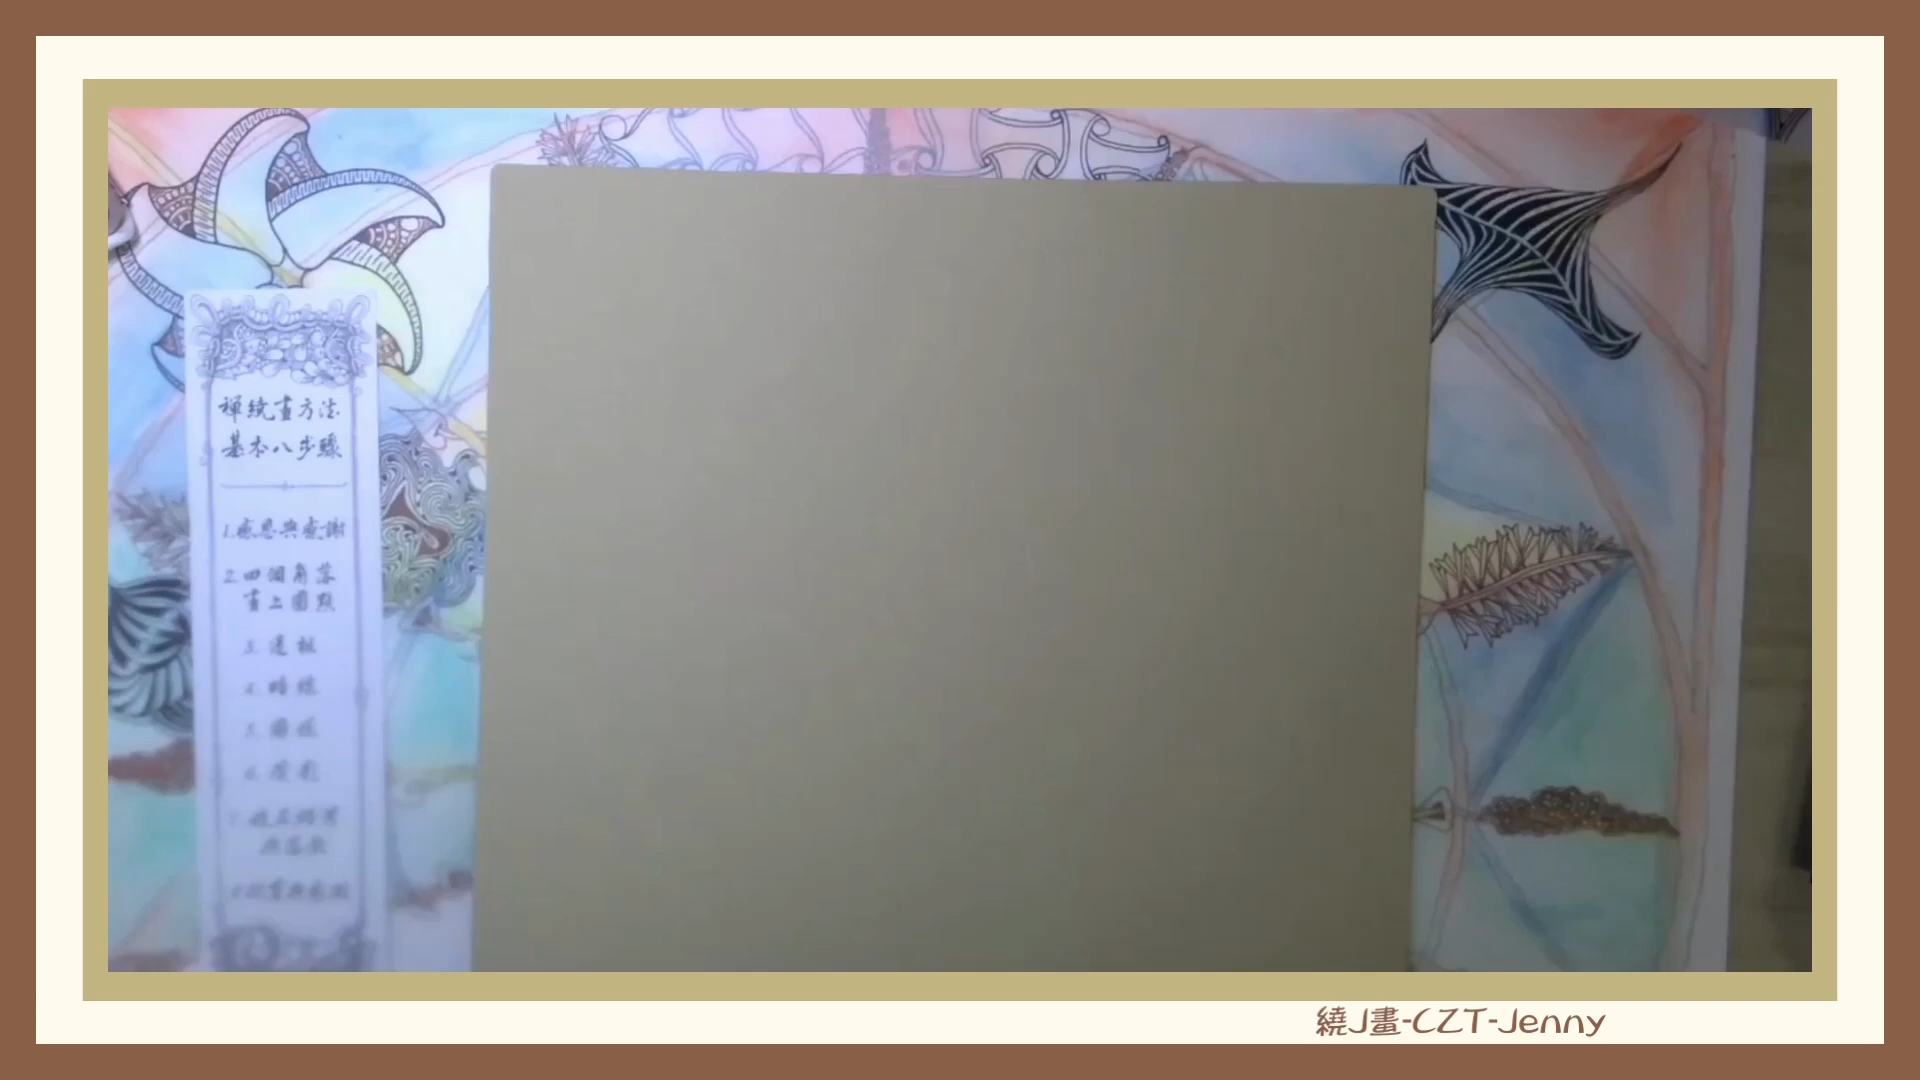 禪繞畫方法
基本八步驟
1.感恩與感謝
2.四個角落
畫上圓點
3.邊框
4.暗線
5.圖樣
6.陰影
繞J畫-CZT-Jenny